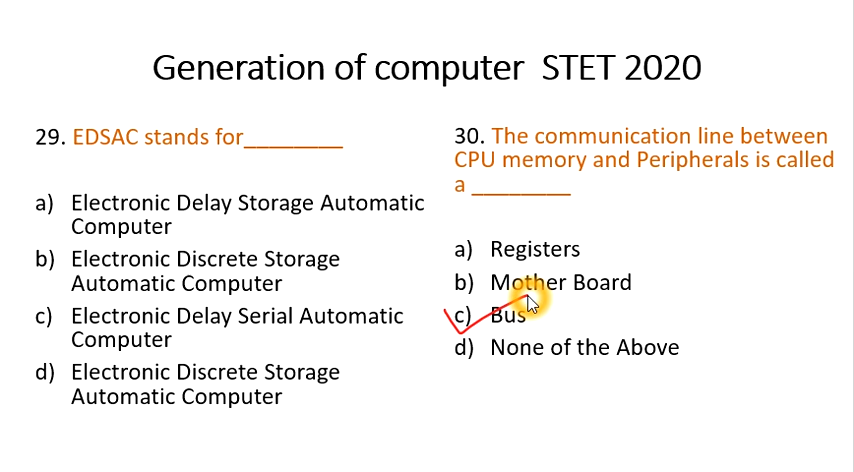 Generation of computer STET 2020
29. EDSAC stands for________
a) Electronic Delay Storage Automatic
Computer
b) Electronic Discrete Storage
Automatic Computer
c) Electronic Delay Serial Automatic
Computer
d) Electronic Discrete Storage
Automatic Computer
30. The communication line between
CPU memory and Peripherals is called
a ________
a) Registers
b) Mother Board
c) Bus
d) None of the Above